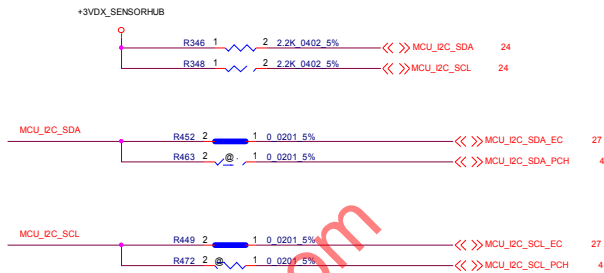 +3VDX_SENSORHUB
R346 1 2 2.2K_0402_5% MCU_I2C_SDA 24
R348 1 2 2.2K_0402_5% MCU_I2C_SCL 24
MCU_I2C_SDA
R452 2 1 0_0201_5% MCU_I2C_SDA_EC 27
R463 2 @ 1 0_0201_5% MCU_I2C_SDA_PCH 4
MCU_I2C_SCL
R449 2 1 0_0201_5% MCU_I2C_SCL_EC 27
R472 2 @ 1 0_0201_5% MCU_I2C_SCL_PCH 4
om